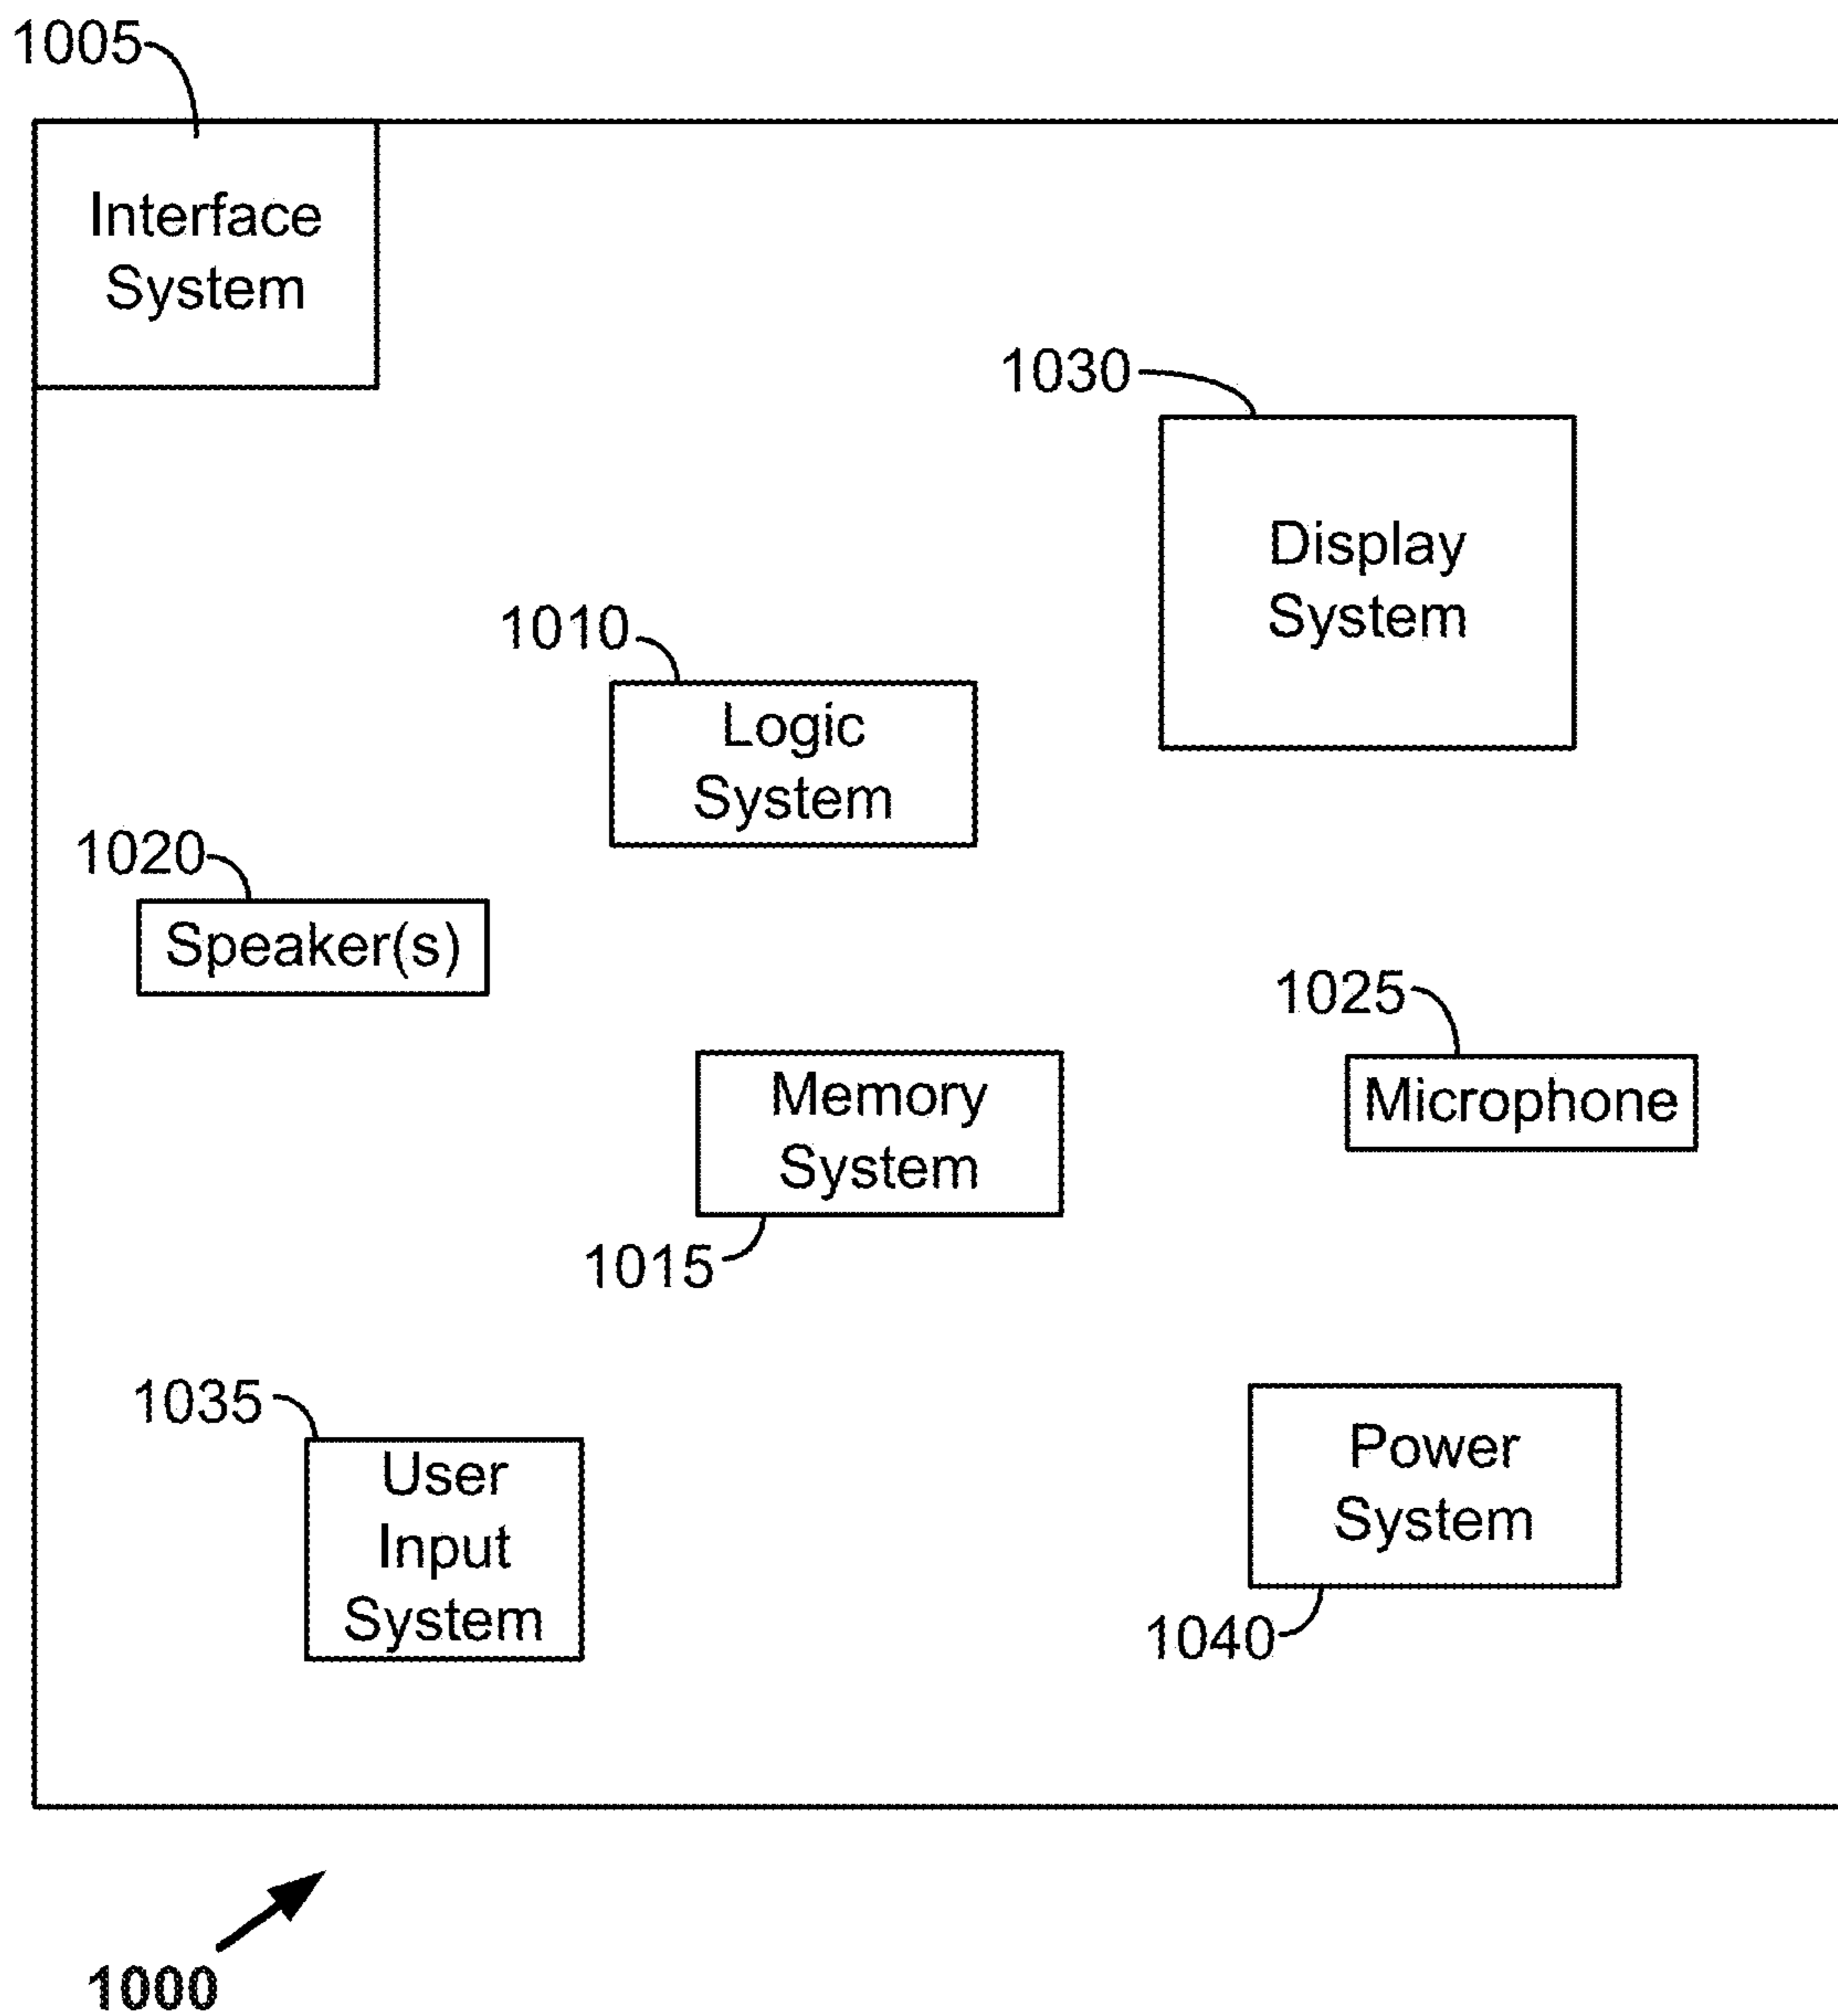 1005
Interface
System
1030
Display
System
1010
Logic
System
1020
Speaker(s)
1025
Microphone
Memory
System
1015
1035
User
Input
System
Power
System
1040
1000